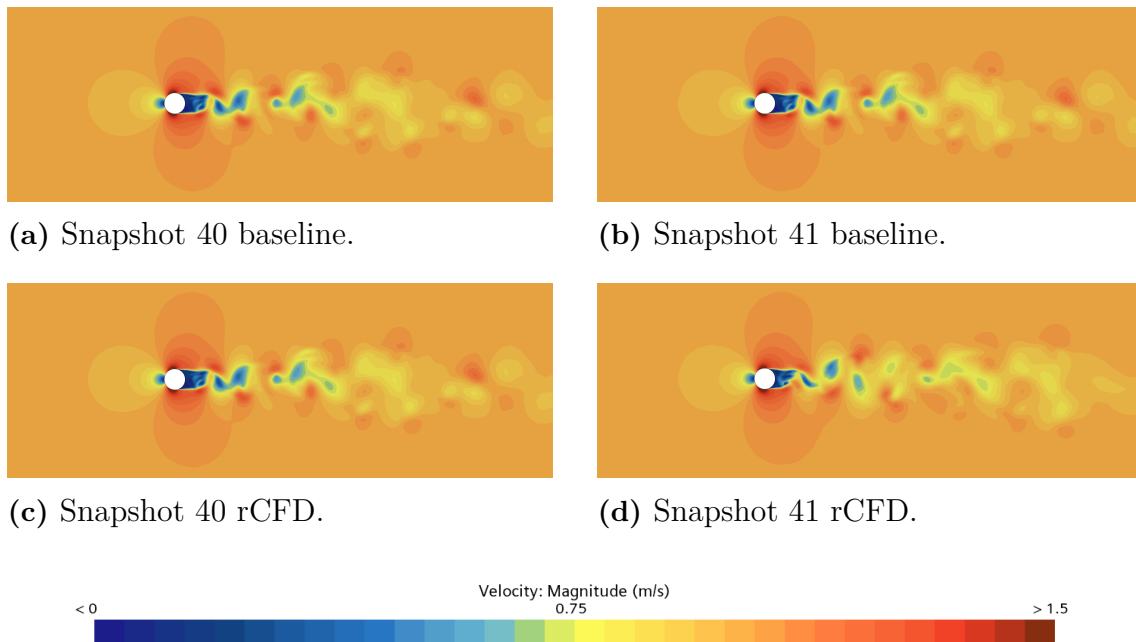 (a) Snapshot 40 baseline.
(b) Snapshot 41 baseline.
(c) Snapshot 40 rCFD.
(d) Snapshot 41 rCFD.
Velocity: Magnitude (m/s)
< 0 0.75 > 1.5